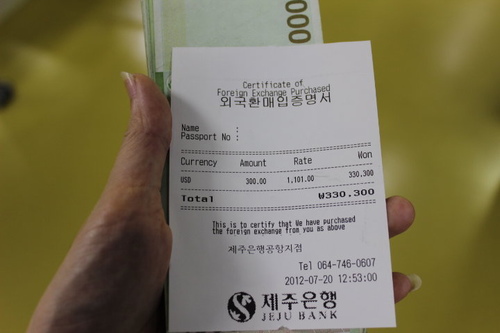 000
Certificate of
Foreign Exchange Purchased
외국환매입증명서
Name :
Passport No :
Currency Amount Rate Won
USD 300.00 1,101.00 330.300
Total ₩330.300
This is to certify that We have purchased
the foreign exchange from you as above
제주은행공항지점
Tel 064-746-0607
2012-07-20 12:53:00
제주은행
JEJU BANK